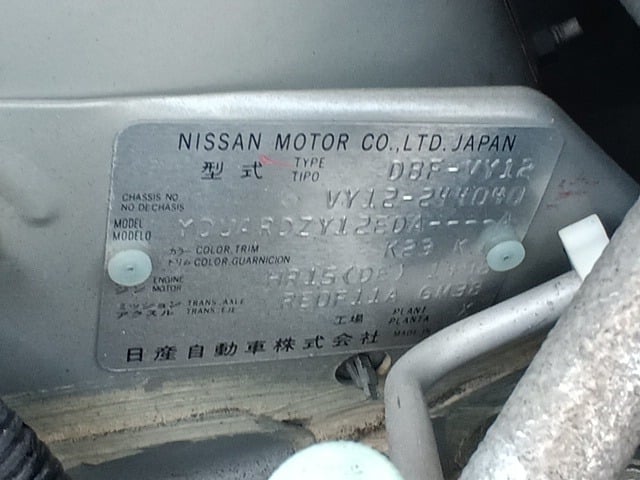 NISSAN MOTOR CO.,LTD. JAPAN
型式 TYPE TIPO DBF-VY12
CHASSIS NO. NO.DECHASIS VY12-244040
MODEL MODELO
カラー COLOR,TRIM K23 K
トリム COLOR,GUARNICION
ENGINE MOTOR HR15(DE)
ミッション TRANS. AXLE RE0F11A GM38
アクスル TRANS. EJE
工場 PLANT PLANTA X
日産自動車株式会社 MADE IN